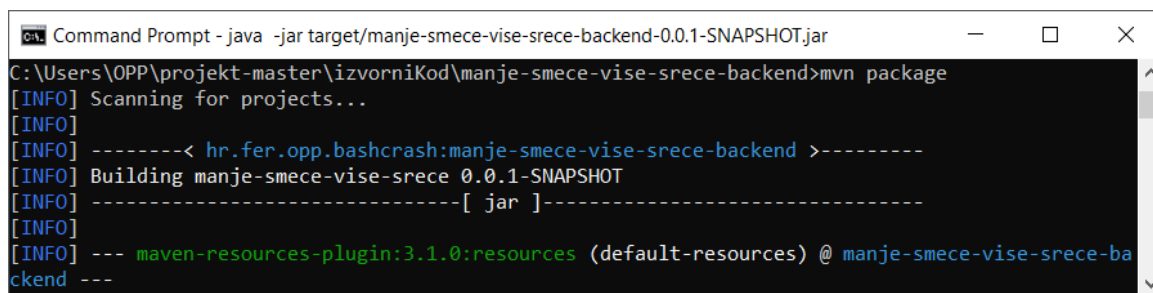 Command Prompt - java  -jar target/manje-smece-vise-srece-backend-0.0.1-SNAPSHOT.jar
C:\Users\OPP\projekt-master\izvorniKod\manje-smece-vise-srece-backend>mvn package
[INFO] Scanning for projects...
[INFO]
[INFO] --------< hr.fer.opp.bashcrash:manje-smece-vise-srece-backend >---------
[INFO] Building manje-smece-vise-srece 0.0.1-SNAPSHOT
[INFO] --------------------------------[ jar ]---------------------------------
[INFO]
[INFO] --- maven-resources-plugin:3.1.0:resources (default-resources) @ manje-smece-vise-srece-ba
ckend ---